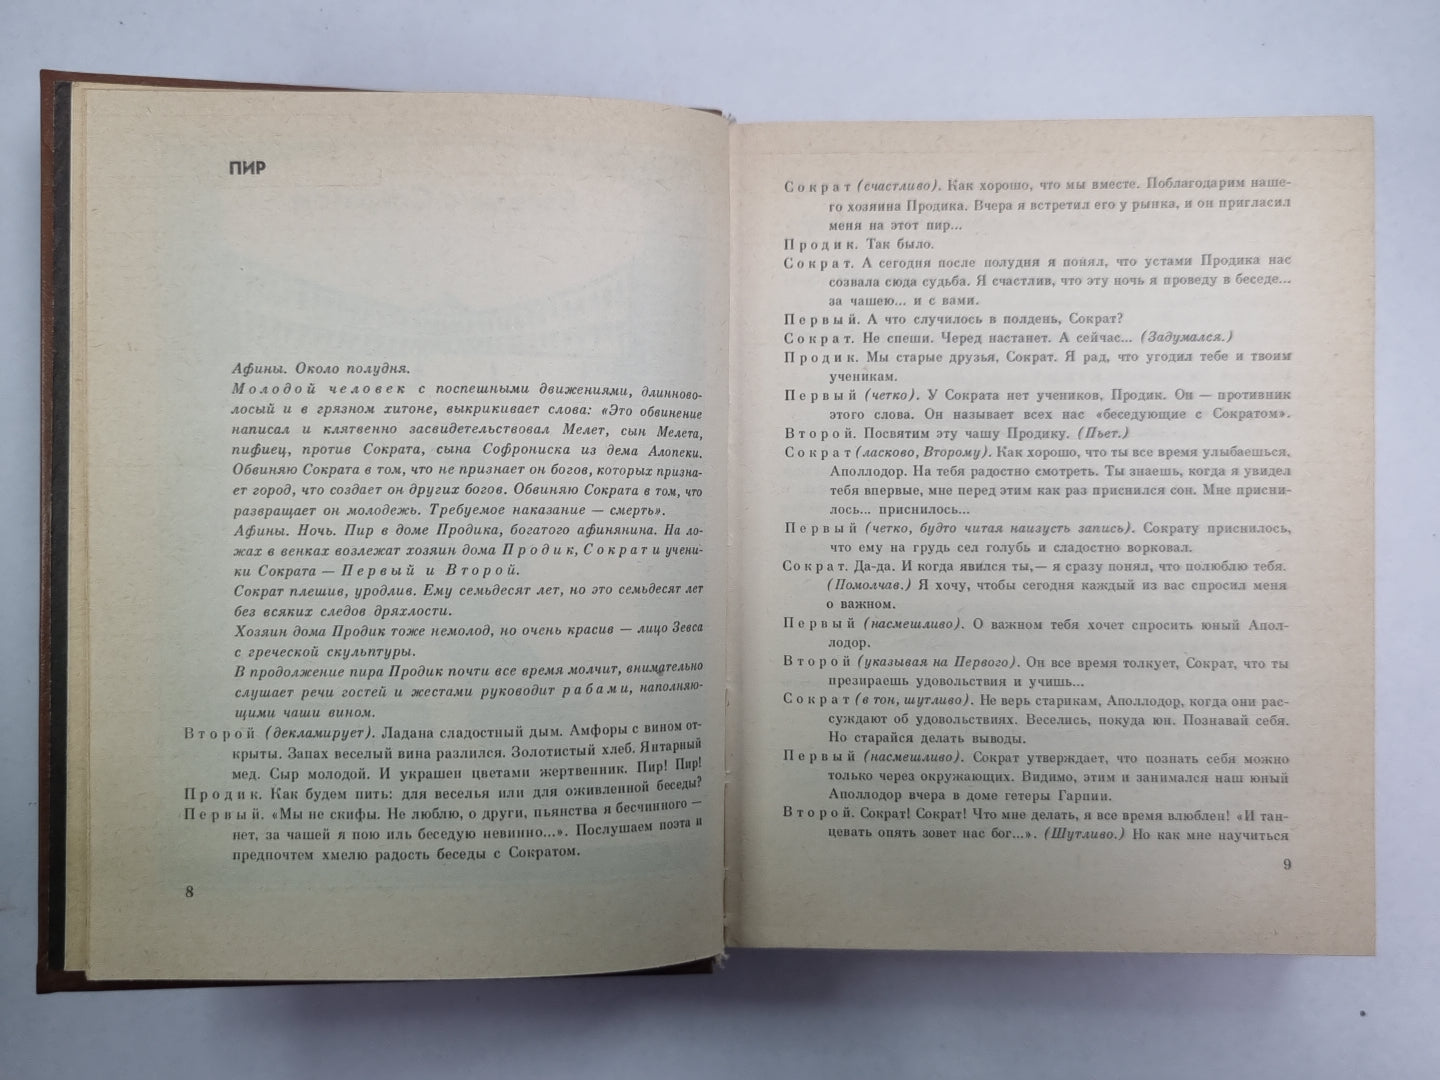 ПИР
Афины. Около полудня.
Молодой человек с поспешными движениями, длинново-
лосый и в грязном хитоне, выкрикивает слова: «Это обвинение
написал и клятвенно засвидетельствовал Мелет, сын Мелета,
пифиец, против Сократа, сына Софрониска из дема Алопеки.
Обвиняю Сократа в том, что не признает он богов, которых призна-
ет город, что создает он других богов. Обвиняю Сократа в том, что
развращает он молодежь. Требуемое наказание — смерть».
Афины. Ночь. Пир в доме Продика, богатого афинянина. На ло-
жах в венках возлежат хозяин дома Продик, Сократ и учени-
ки Сократа — Первый и Второй.
Сократ плешив, уродлив. Ему семьдесят лет, но это семьдесят лет
без всяких следов дряхлости.
Хозяин дома Продик тоже немолод, но очень красив — лицо Зевса
с греческой скульптуры.
В продолжение пира Продик почти все время молчит, внимательно
слушает речи гостей и жестами руководит рабами, наполняю-
щими чаши вином.
Второй (декламирует). Ладана сладостный дым. Амфоры с вином от-
крыты. Запах веселый вина разлился. Золотистый хлеб. Янтарный
мед. Сыр молодой. И украшен цветами жертвенник. Пир! Пир!
Продик. Как будем пить: для веселья или для оживленной беседы?
Первый. «Мы не скифы. Не люблю, о други, пьянства я бесчинного —
нет, за чашей я пою иль беседую невинно...». Послушаем поэта и
предпочтем хмелю радость беседы с Сократом.
8
Сократ (счастливо). Как хорошо, что мы вместе. Поблагодарим наше-
го хозяина Продика. Вчера я встретил его у рынка, и он пригласил
меня на этот пир...
Продик. Так было.
Сократ. А сегодня после полудня я понял, что устами Продика нас
созвала сюда судьба. Я счастлив, что эту ночь я проведу в беседе...
за чашею... и с вами.
Первый. А что случилось в полдень, Сократ?
Сократ. Не спеши. Черед настанет. А сейчас... (Задумался.)
Продик. Мы старые друзья, Сократ. Я рад, что угодил тебе и твоим
ученикам.
Первый (четко). У Сократа нет учеников, Продик. Он — противник
этого слова. Он называет всех нас «беседующие с Сократом».
Второй. Посвятим эту чашу Продику. (Пьет.)
Сократ (ласково, Второму). Как хорошо, что ты все время улыбаешься,
Аполлодор. На тебя радостно смотреть. Ты знаешь, когда я увидел
тебя впервые, мне перед этим как раз приснился сон. Мне присни-
лось... приснилось...
Первый (четко, будто читая наизусть запись). Сократу приснилось,
что ему на грудь сел голубь и сладостно ворковал.
Сократ. Да-да. И когда явился ты,— я сразу понял, что полюблю тебя.
(Помолчав.) Я хочу, чтобы сегодня каждый из вас спросил меня
о важном.
Первый (насмешливо). О важном тебя хочет спросить юный Апол-
лодор.
Второй (указывая на Первого). Он все время толкует, Сократ, что ты
презираешь удовольствия и учишь...
Сократ (в тон, шутливо). Не верь старикам, Аполлодор, когда они рас-
суждают об удовольствиях. Веселись, покуда юн. Познавай себя.
Но старайся делать выводы.
Первый (насмешливо). Сократ утверждает, что познать себя можно
только через окружающих. Видимо, этим и занимался наш юный
Аполлодор вчера в доме гетеры Гарпии.
Второй. Сократ! Сократ! Что мне делать, я все время влюблен! «И тан-
цевать опять зовет нас бог...». (Шутливо.) Но как мне научиться
9